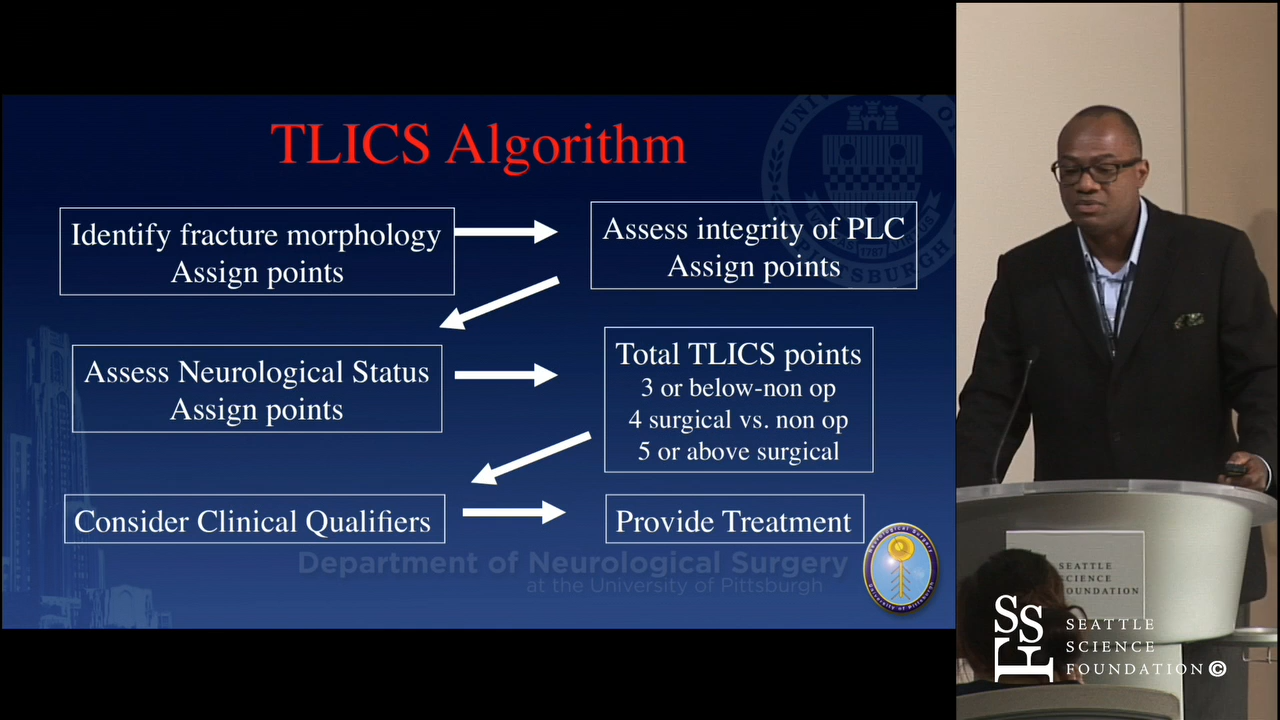 TLICS Algorithm
Identify fracture morphology
Assign points
Assess integrity of PLC
Assign points
Assess Neurological Status
Assign points
Total TLICS points
3 or below-non op
4 surgical vs. non op
5 or above surgical
Consider Clinical Qualifiers
Provide Treatment
Department of Neurological Surgery
at the University of Pittsburgh
SEATTLE
SCIENCE
FOUNDATION
SSF
SEATTLE
SCIENCE
FOUNDATION©